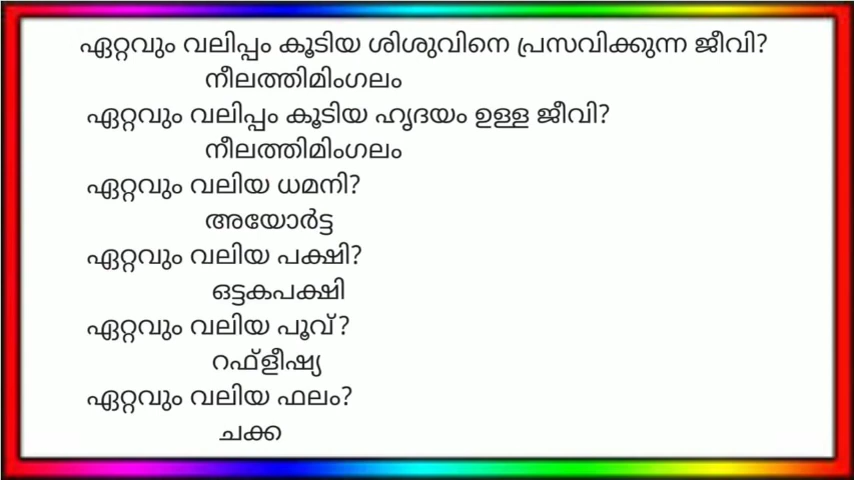 ഏറ്റവും വലിപ്പം കൂടിയ ശിശുവിനെ പ്രസവിക്കുന്ന ജീവി?
നീലത്തിമിംഗലം
ഏറ്റവും വലിപ്പം കൂടിയ ഹൃദയം ഉള്ള ജീവി?
നീലത്തിമിംഗലം
ഏറ്റവും വലിയ ധമനി?
അയോർട്ട
ഏറ്റവും വലിയ പക്ഷി?
ഒട്ടകപക്ഷി
ഏറ്റവും വലിയ പൂവ്?
റഫ്ളീഷ്യ
ഏറ്റവും വലിയ ഫലം?
ചക്ക